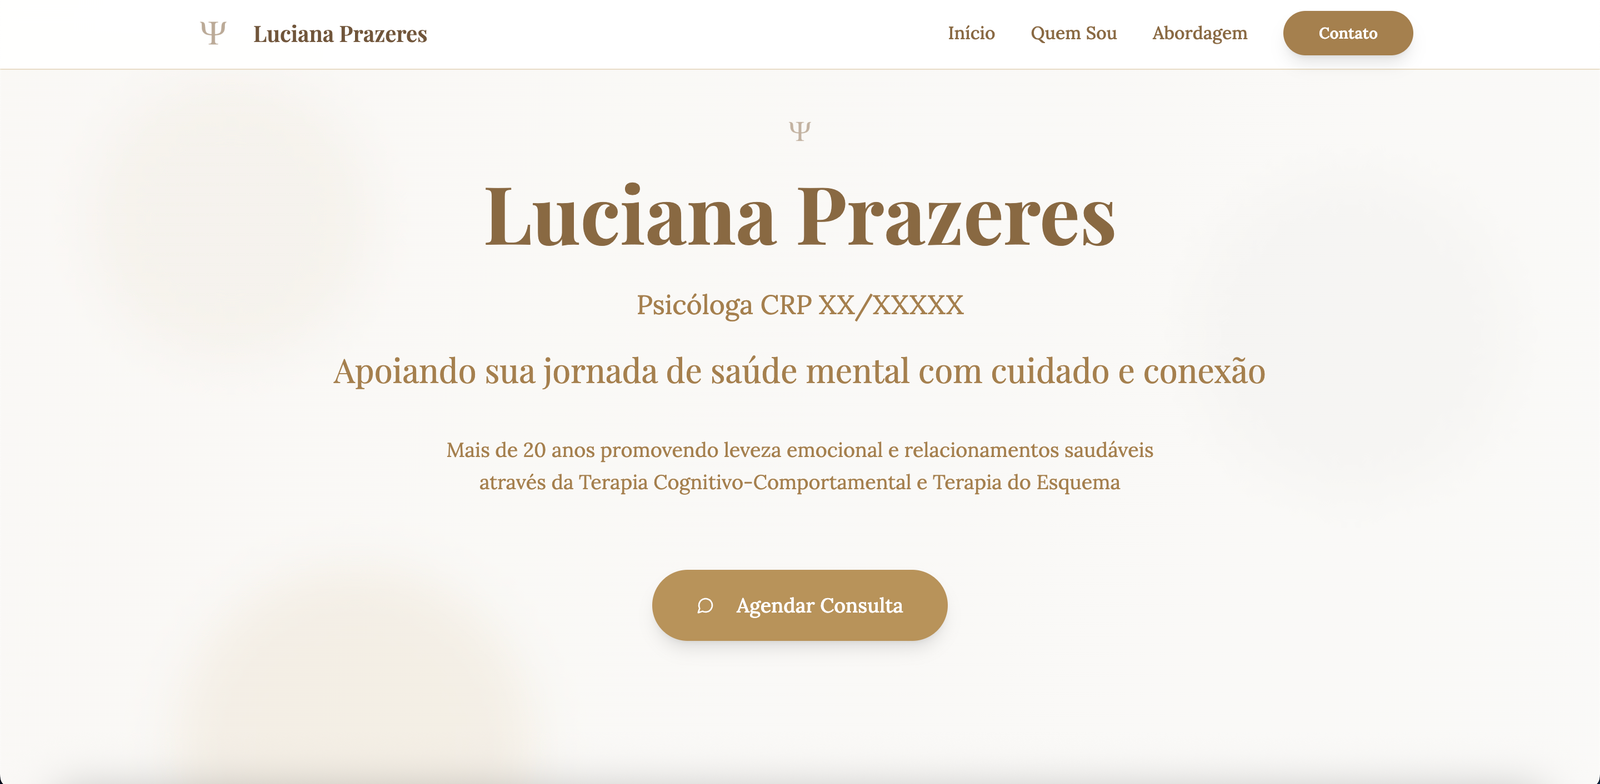 Ψ Luciana Prazeres Início Quem Sou Abordagem Contato
Ψ
Luciana Prazeres
Psicóloga CRP XX/XXXXX
Apoiando sua jornada de saúde mental com cuidado e conexão
Mais de 20 anos promovendo leveza emocional e relacionamentos saudáveis
através da Terapia Cognitivo-Comportamental e Terapia do Esquema
Agendar Consulta